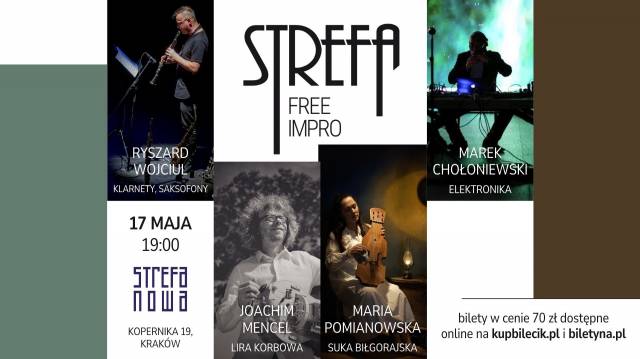 STREFA
FREE
IMPRO
RYSZARD
WOJCIUL
KLARNETY, SAKSOFONY
MAREK
CHOŁONIEWSKI
ELEKTRONIKA
17 MAJA
19:00
STREFA
NOWA
KOPERNIKA 19,
KRAKÓW
JOACHIM
MENCEL
LIRA KORBOWA
MARIA
POMIANOWSKA
SUKA BIŁGORAJSKA
bilety w cenie 70 zł dostępne
online na kupbilecik.pl i biletyna.pl